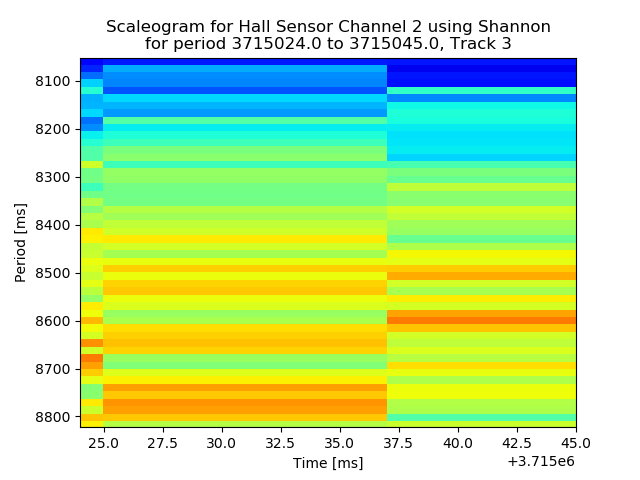 Scaleogram for Hall Sensor Channel 2 using Shannon
for period 3715024.0 to 3715045.0, Track 3
8100
8200
8300
8400
8500
8600
8700
8800
Period [ms]
25.0 27.5 30.0 32.5 35.0 37.5 40.0 42.5 45.0
Time [ms]
+3.715e6